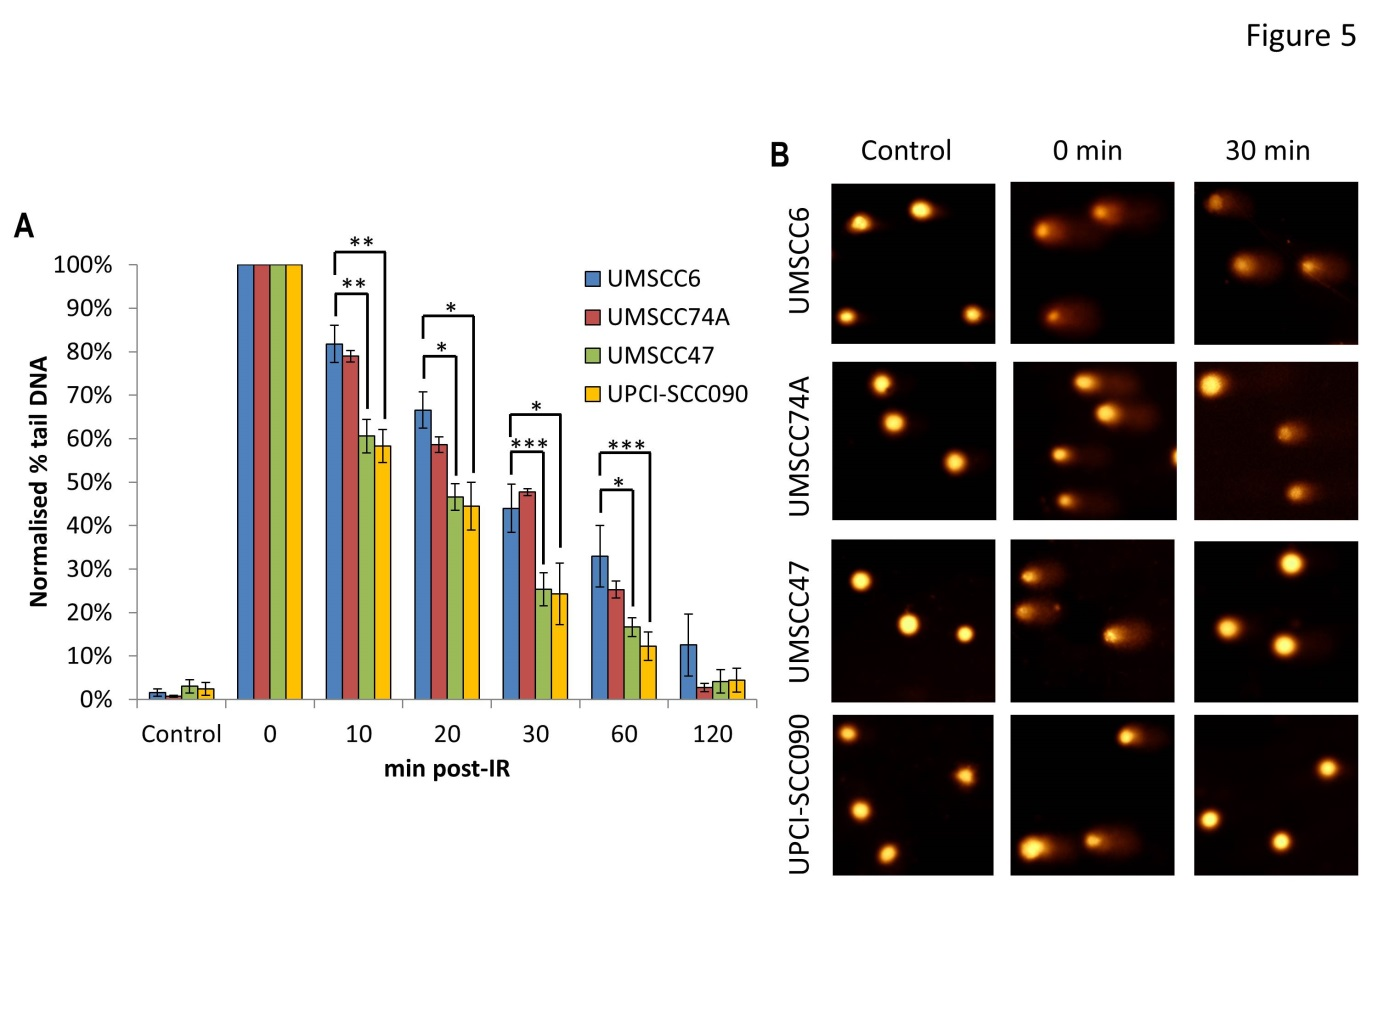 Figure 5
A
Normalised % tail DNA
100%
90%
80%
70%
60%
50%
40%
30%
20%
10%
0%
** 
**
*
*
*
***
***
*
UMSCC6
UMSCC74A
UMSCC47
UPCI-SCC090
Control 0 10 20 30 60 120
min post-IR
B
Control 0 min 30 min
UMSCC6
UMSCC74A
UMSCC47
UPCI-SCC090